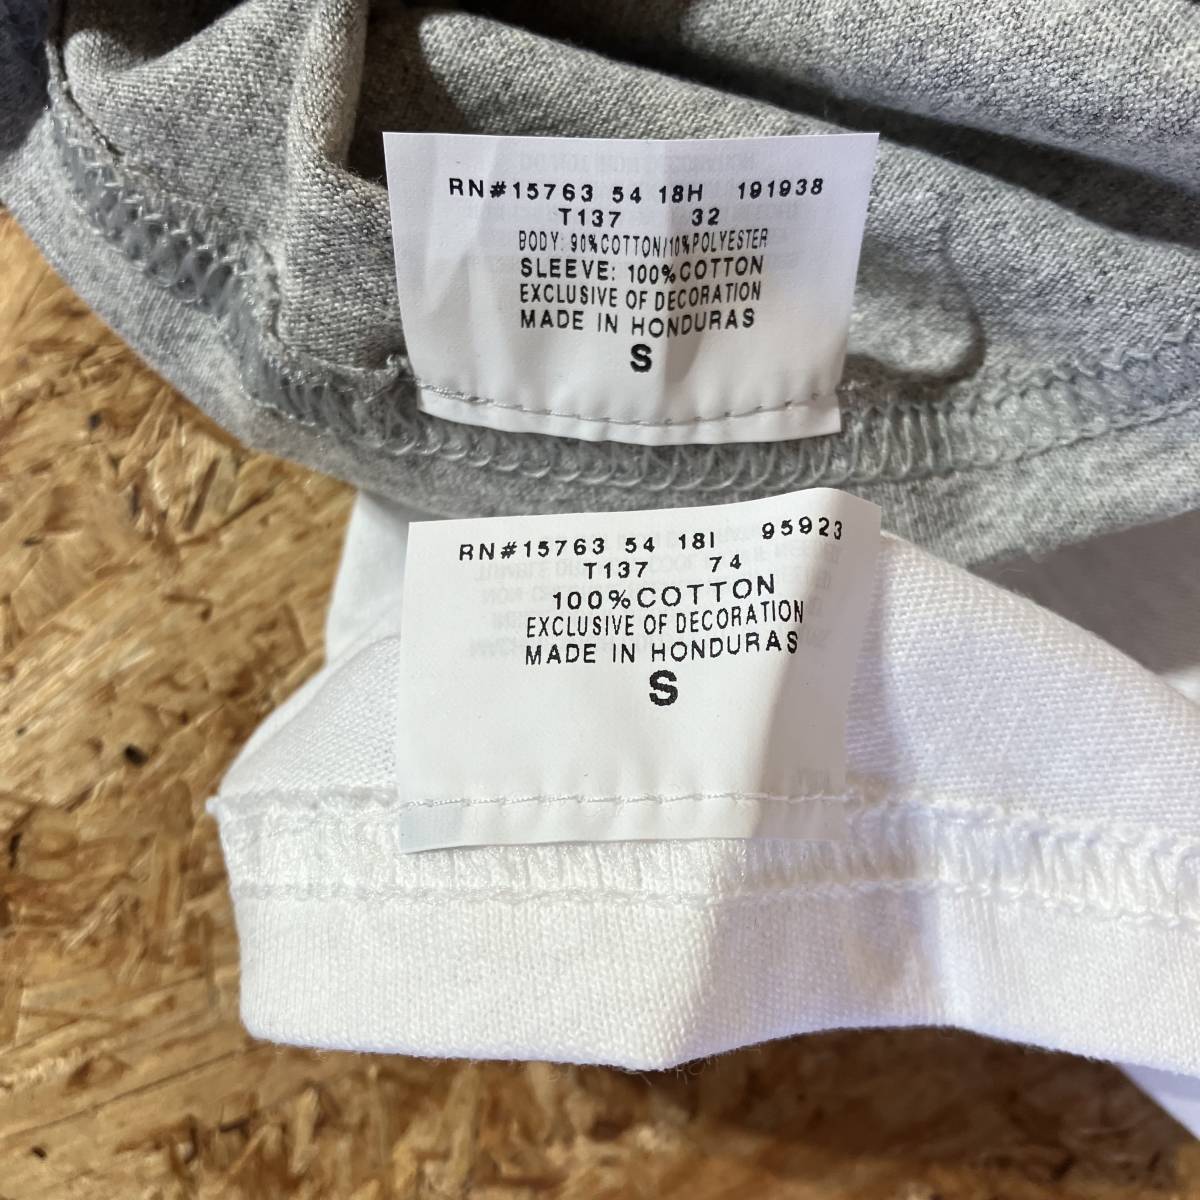 RN#15763 54 18H 191938
T137 32
BODY: 90%COTTON/10%POLYESTER
SLEEVE: 100%COTTON
EXCLUSIVE OF DECORATION
MADE IN HONDURAS
S
RN#15763 54 18I 95923
T137 74
100%COTTON
EXCLUSIVE OF DECORATION
MADE IN HONDURAS
S